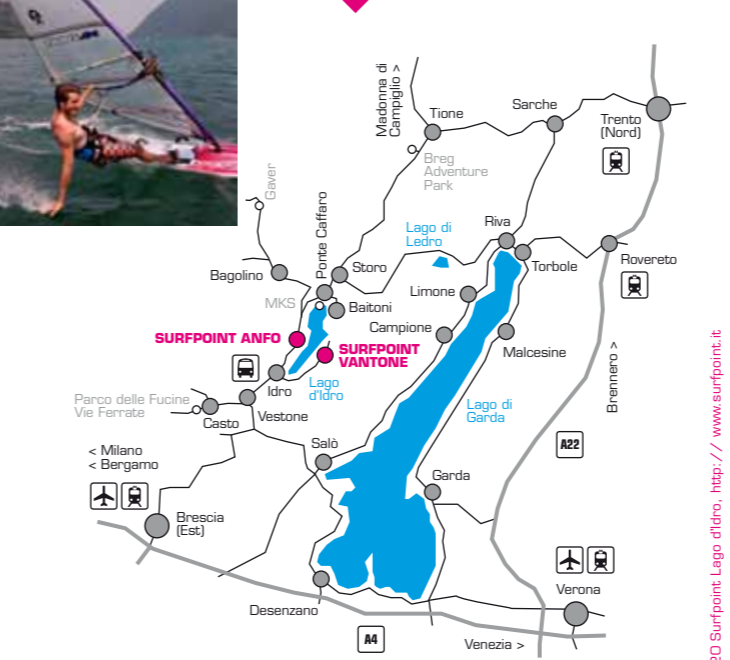 Madonna di
Campiglio >
Tione
Sarche
Trento
(Nord)
Breg
Adventure
Park
Gaver
Ponte Caffaro
Lago di
Ledro
Riva
Torbole
Rovereto
Bagolino
Storo
MKS
Baitoni
Limone
Campione
Malcesine
SURFPOINT ANFO
SURFPOINT
VANTONE
Idro
Lago
d'Idro
Brennero >
Parco delle Fucine
Vie Ferrate
Casto
Vestone
Lago di
Garda
A22
< Milano
< Bergamo
Salò
Garda
Brescia
(Est)
Desenzano
Verona
A4
Venezia >
Surfpoint Lago d'Idro, http:// www.surfpoint.it